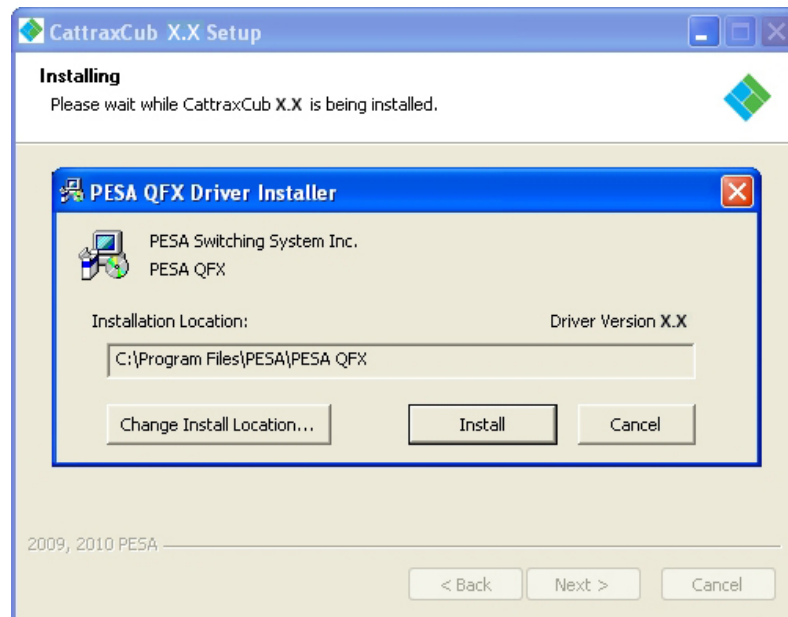 CattraxCub X.X Setup
Installing
Please wait while CattraxCub X.X is being installed.
PESA QFX Driver Installer
PESA Switching System Inc.
PESA QFX
Installation Location:
Driver Version X.X
C:\Program Files\PESA\PESA QFX
Change Install Location...
Install
Cancel
2009, 2010 PESA
< Back
Next >
Cancel